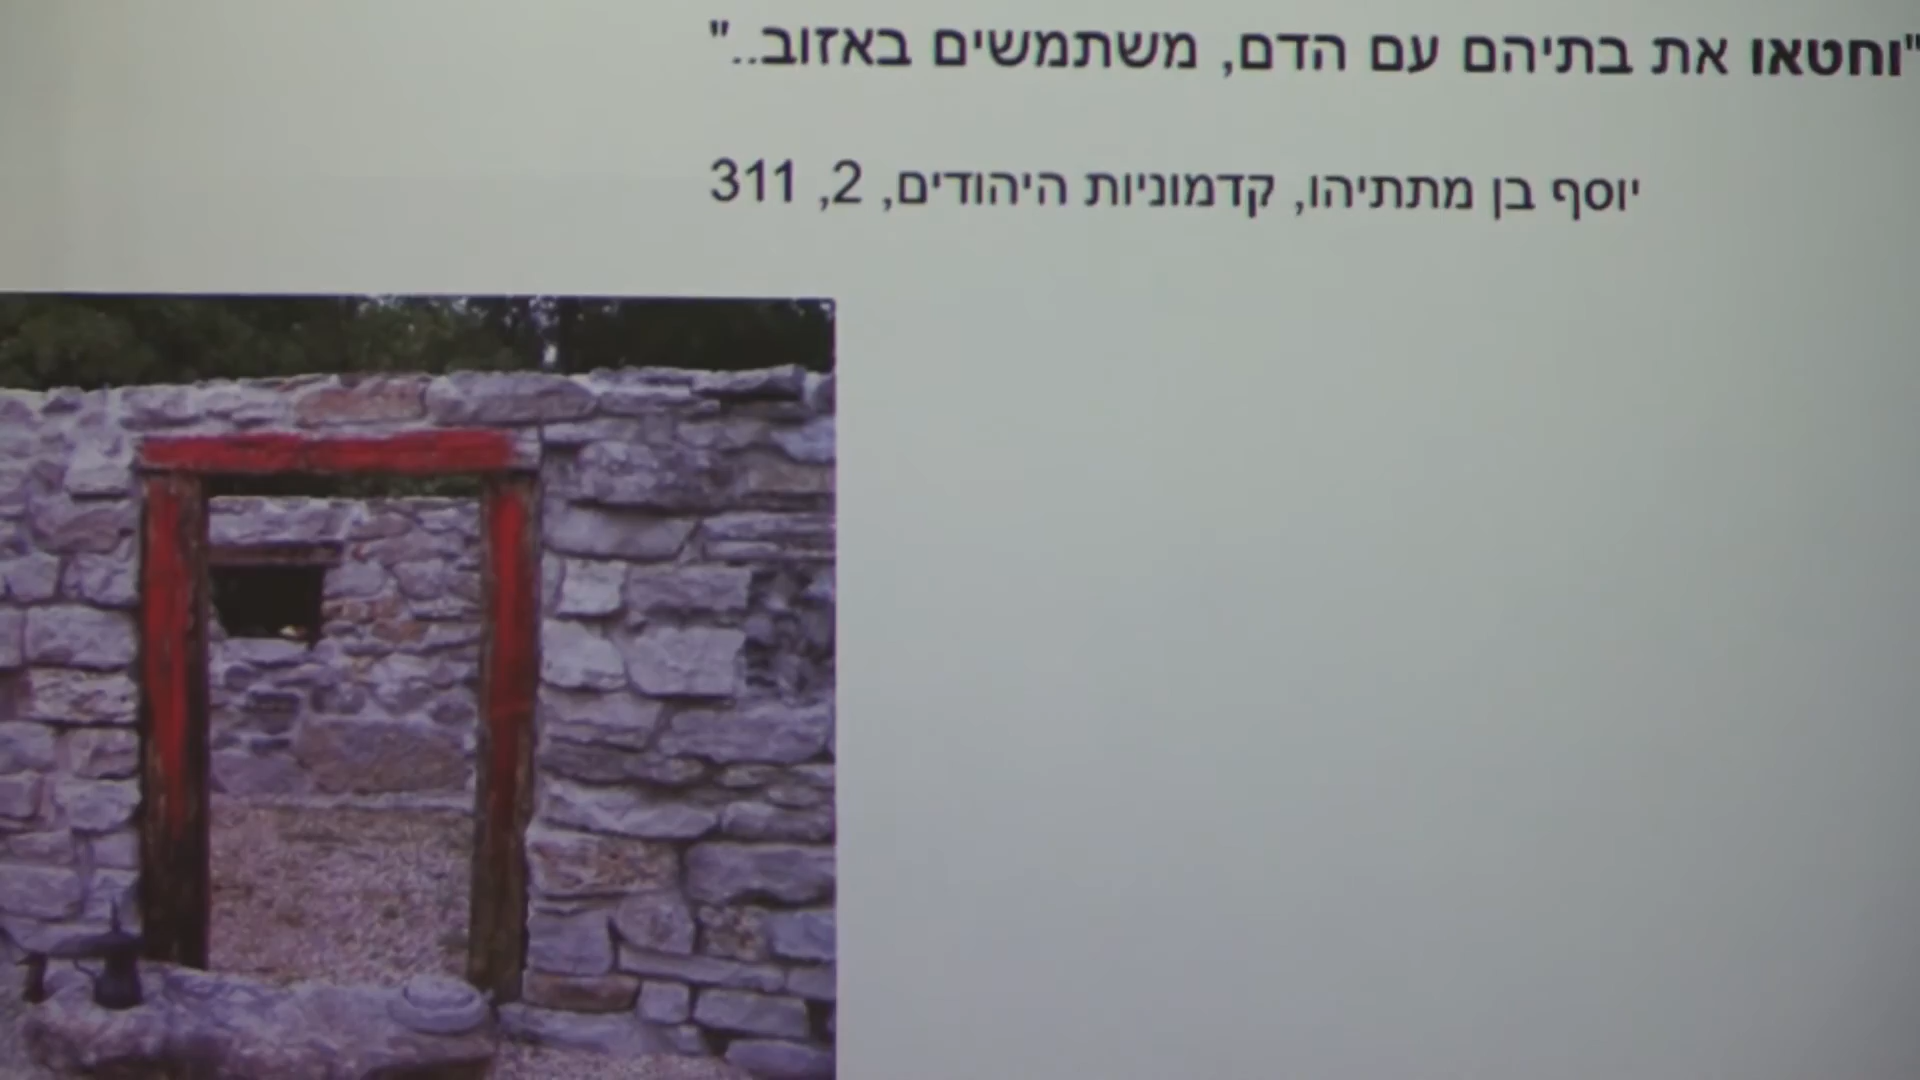 "וחטאו את בתיהם עם הדם, משתמשים באזוב.."
יוסף בן מתתיהו, קדמוניות היהודים, 2, 311